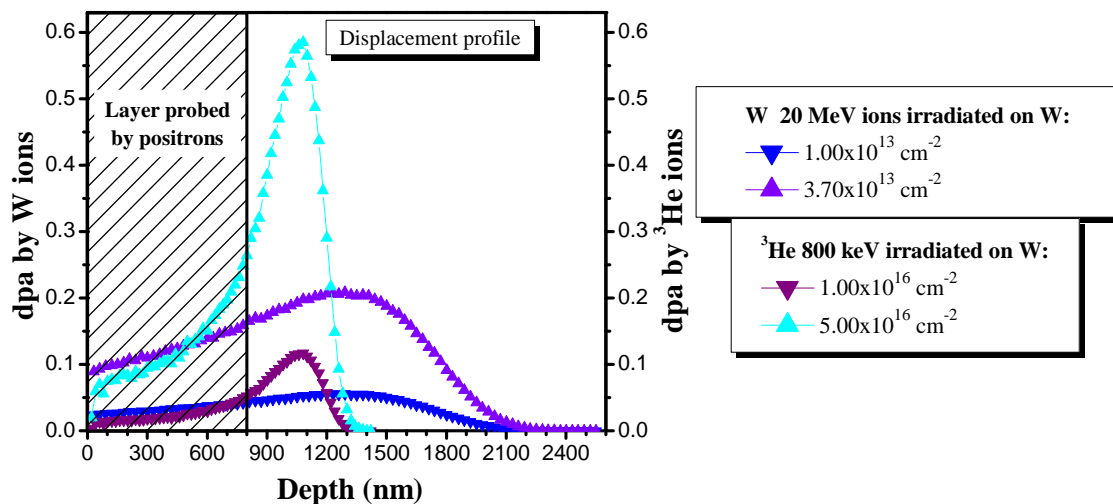 Displacement profile
Layer probed
by positrons
dpa by W ions
0.6
0.5
0.4
0.3
0.2
0.1
0.0
0.6
0.5
0.4
0.3
0.2
0.1
0.0
dpa by ³He ions
0 300 600 900 1200 1500 1800 2100 2400
Depth (nm)
W 20 MeV ions irradiated on W:
1.00x10¹³ cm⁻²
3.70x10¹³ cm⁻²
³He 800 keV irradiated on W:
1.00x10¹⁶ cm⁻²
5.00x10¹⁶ cm⁻²